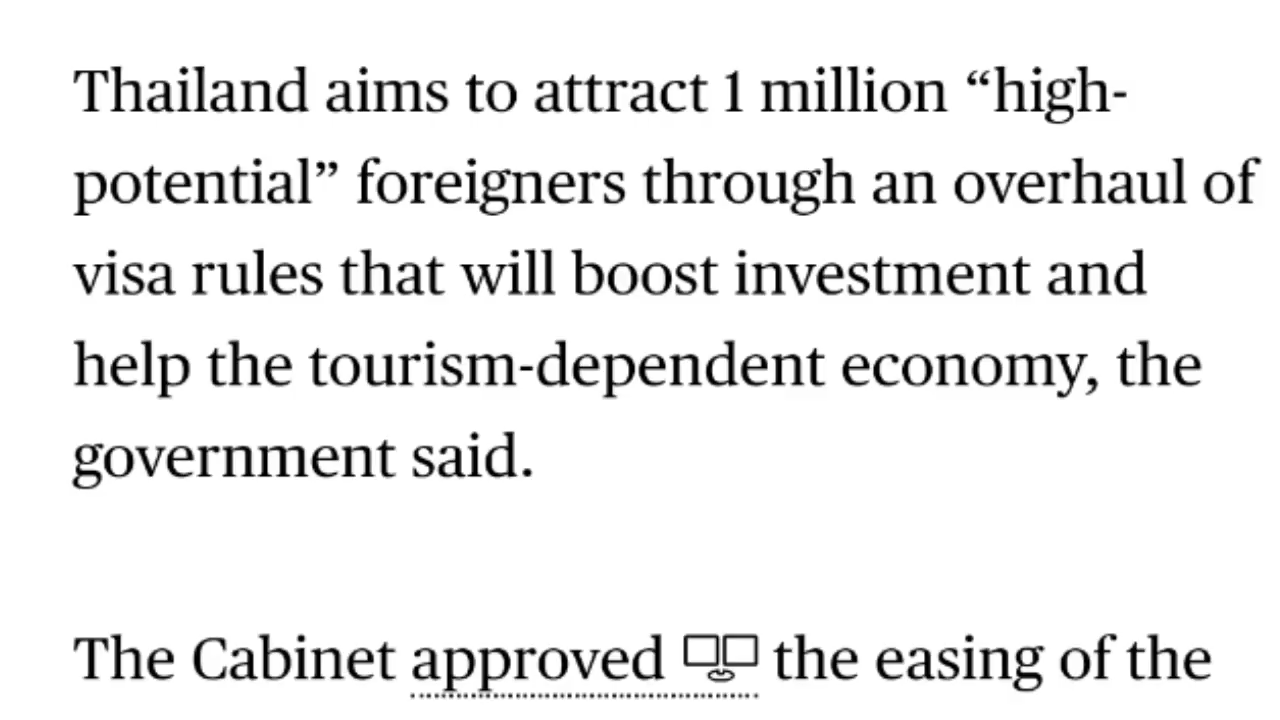 Thailand aims to attract 1 million “high-
potential” foreigners through an overhaul of
visa rules that will boost investment and
help the tourism-dependent economy, the
government said.
The Cabinet approved the easing of the